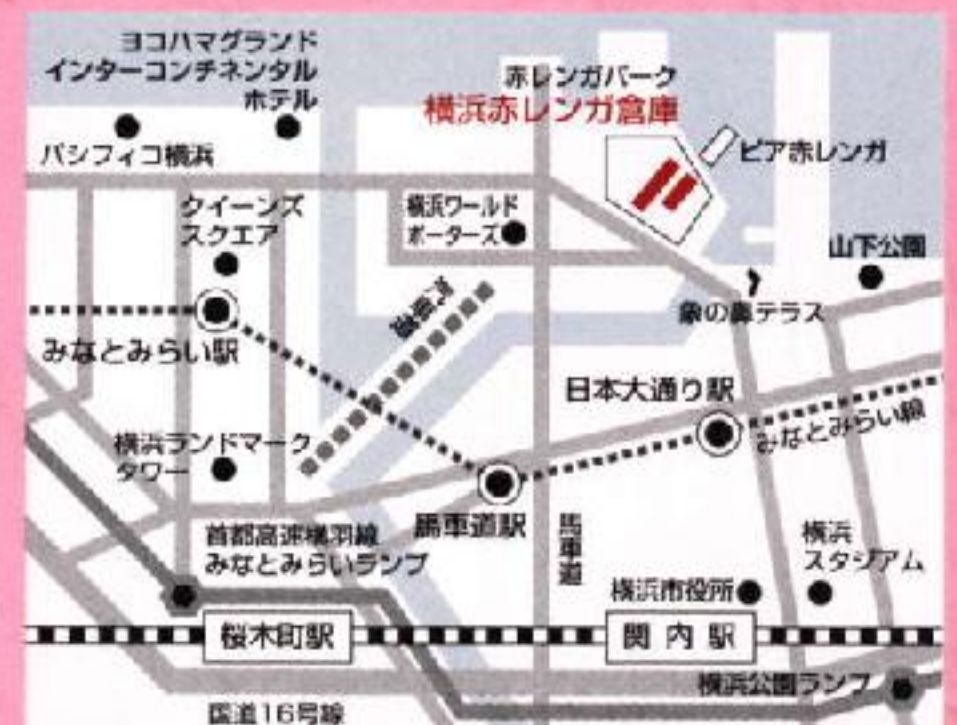 ヨコハマグランド
インターコンチネンタル
ホテル
パシフィコ横浜
赤レンガパーク
横浜赤レンガ倉庫
ピア赤レンガ
クイーンズ
スクエア
横浜ワールド
ポーターズ
山下公園
汽車道
象の鼻テラス
みなとみらい駅
日本大通り駅
みなとみらい線
横浜ランドマーク
タワー
馬車道駅
馬車道
首都高速横羽線
みなとみらいランプ
横浜
スタジアム
横浜市役所
桜木町駅
関内駅
横浜公園ランプ
国道16号線